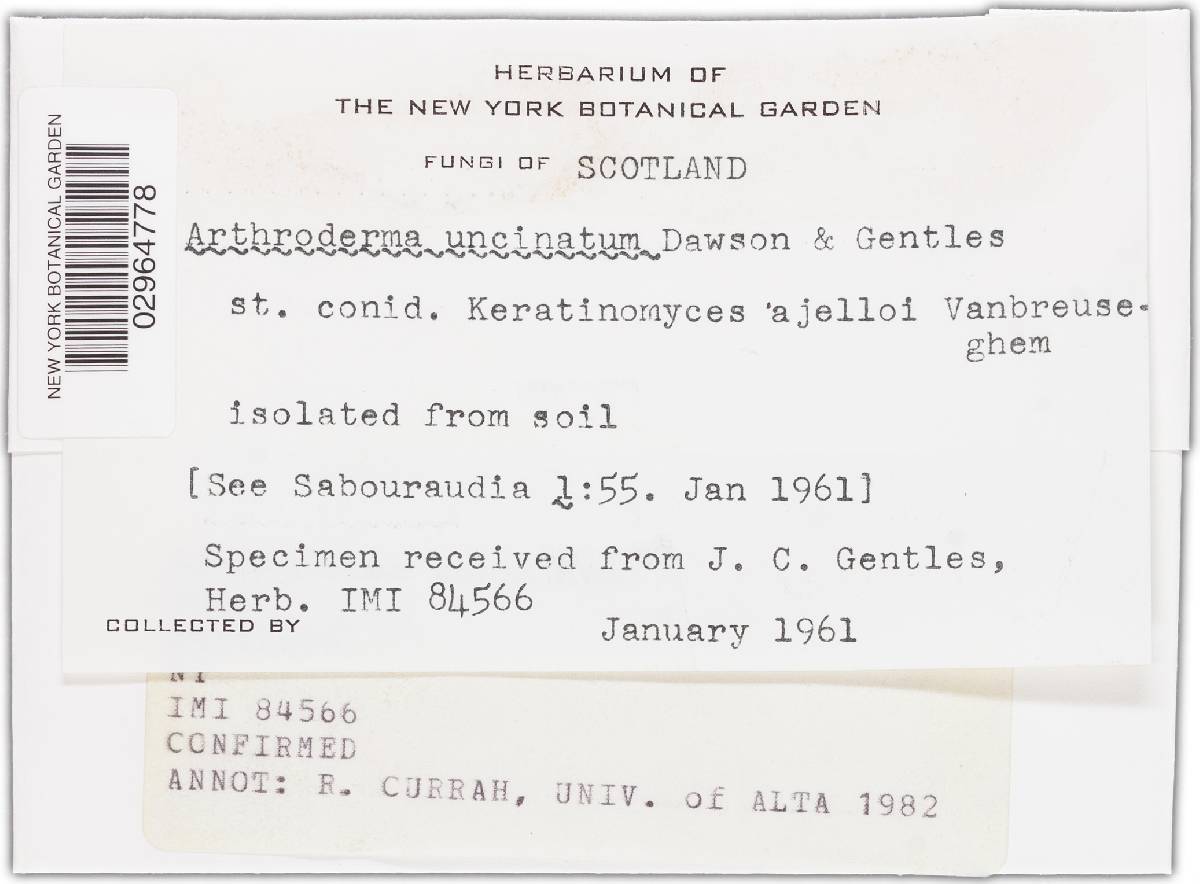 HERBARIUM OF
THE NEW YORK BOTANICAL GARDEN
FUNGI OF SCOTLAND
NEW YORK BOTANICAL GARDEN
02964778
Arthroderma uncinatum Dawson & Gentles
st. conid. Keratinomyces ajelloi Vanbreuse-
ghem
isolated from soil
[See Sabouraudia 1:55. Jan 1961]
Specimen received from J. C. Gentles,
Herb. IMI 84566
COLLECTED BY
January 1961
NY
IMI 84566
CONFIRMED
ANNOT: R. CURRAH, UNIV. of ALTA 1982